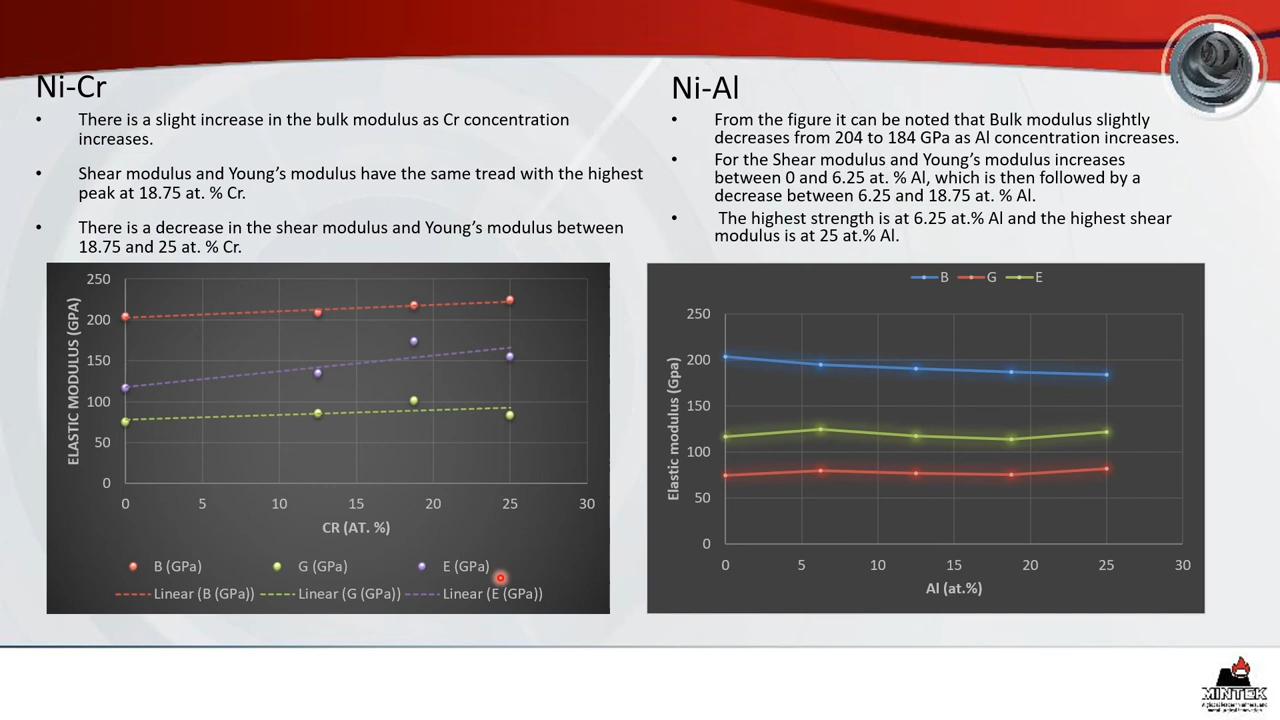 Ni-Cr
• There is a slight increase in the bulk modulus as Cr concentration
increases.
• Shear modulus and Young’s modulus have the same tread with the highest
peak at 18.75 at. % Cr.
• There is a decrease in the shear modulus and Young’s modulus between
18.75 and 25 at. % Cr.
250
200
150
100
50
0
ELASTIC MODULUS (GPA)
0 5 10 15 20 25 30
CR (AT. %)
B (GPa) G (GPa) E (GPa)
Linear (B (GPa)) Linear (G (GPa)) Linear (E (GPa))
Ni-Al
• From the figure it can be noted that Bulk modulus slightly
decreases from 204 to 184 GPa as Al concentration increases.
• For the Shear modulus and Young’s modulus increases
between 0 and 6.25 at. % Al, which is then followed by a
decrease between 6.25 and 18.75 at. % Al.
• The highest strength is at 6.25 at.% Al and the highest shear
modulus is at 25 at.% Al.
B G E
250
200
150
100
50
0
Elastic modulus (Gpa)
0 5 10 15 20 25 30
Al (at.%)
MINTEK